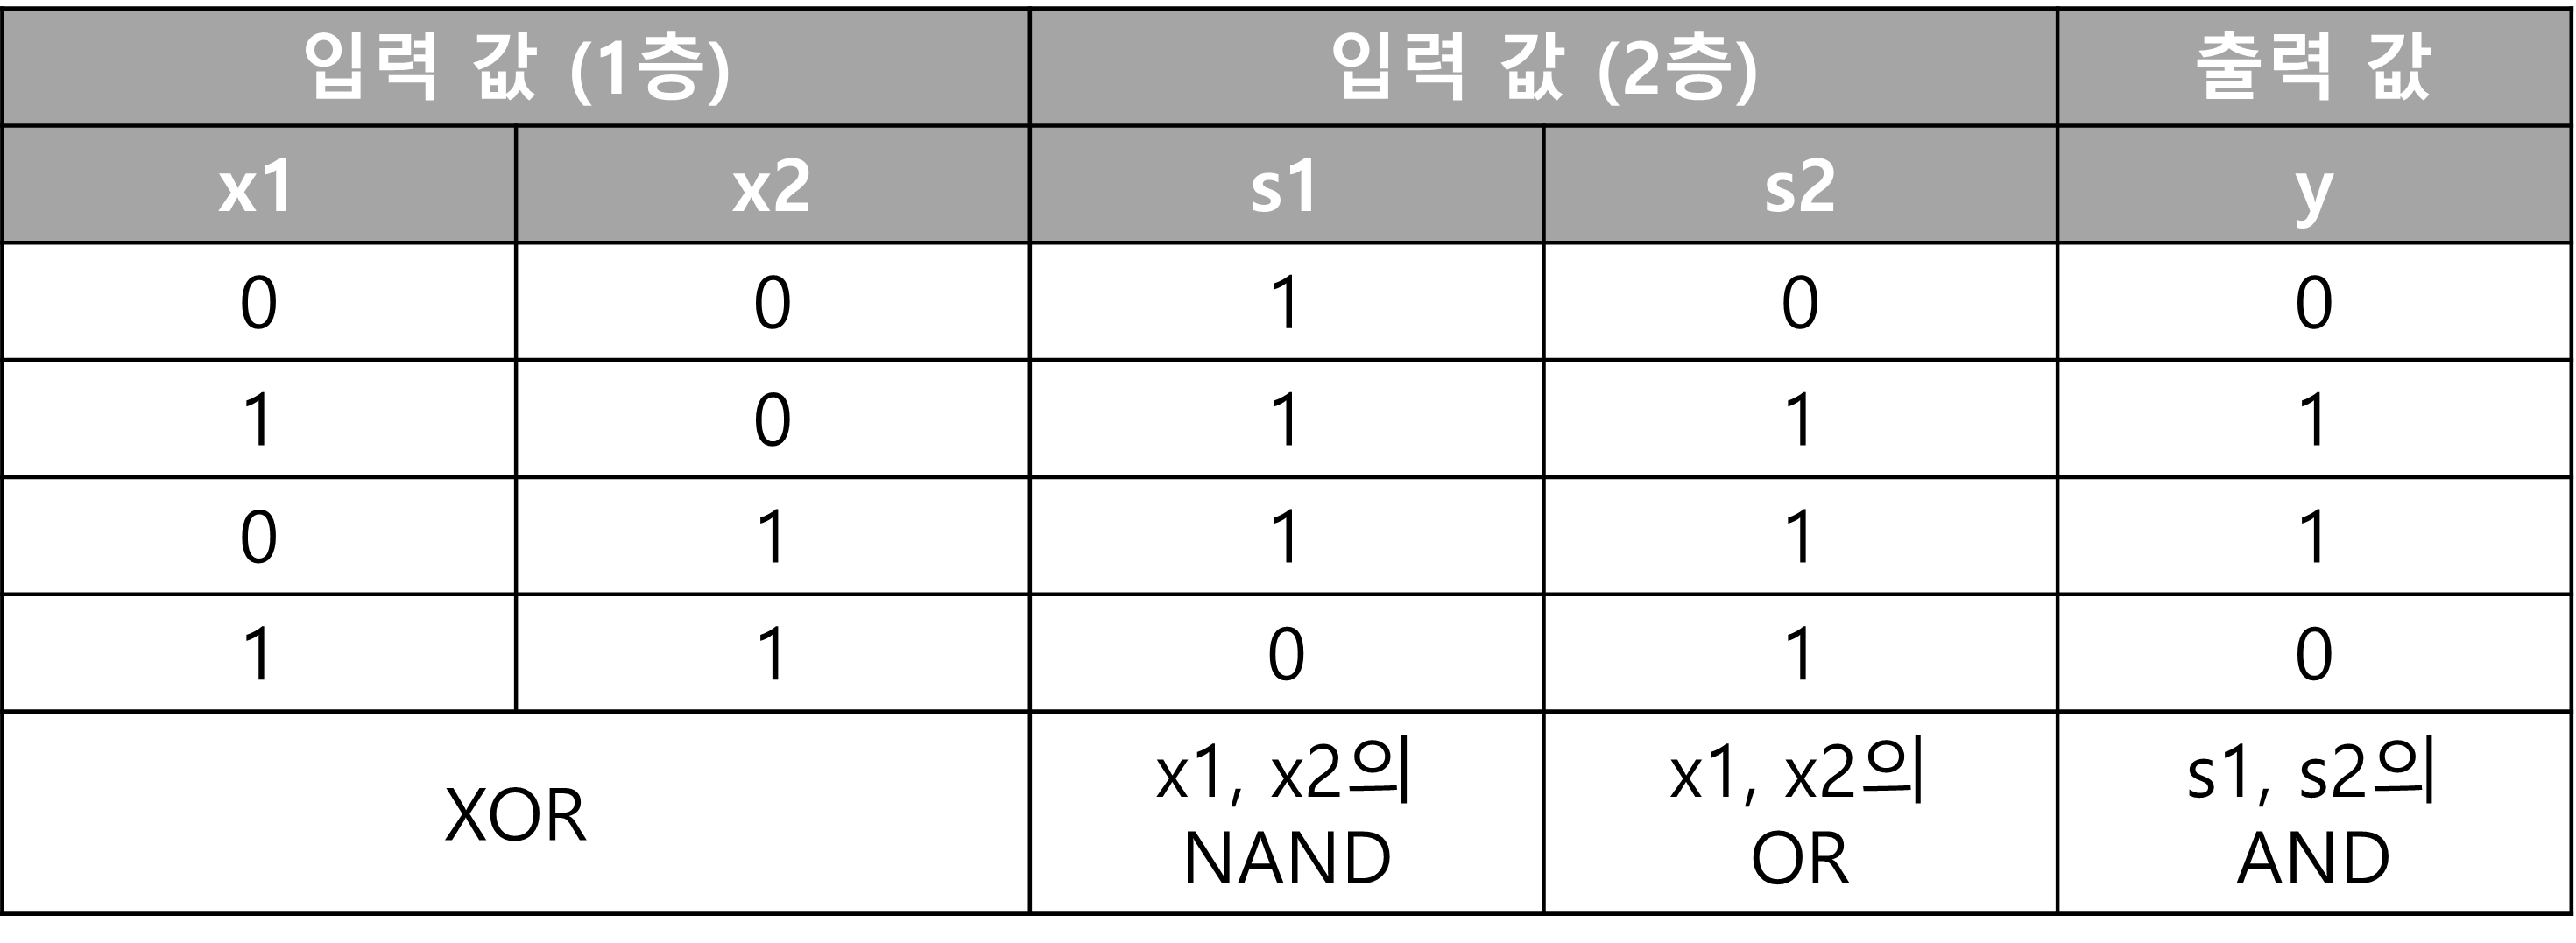 입력 값 (1층) 입력 값 (2층) 출력 값
x1 x2 s1 s2 y
0 0 1 0 0
1 0 1 1 1
0 1 1 1 1
1 1 0 1 0
XOR
x1, x2의
NAND
x1, x2의
OR
s1, s2의
AND